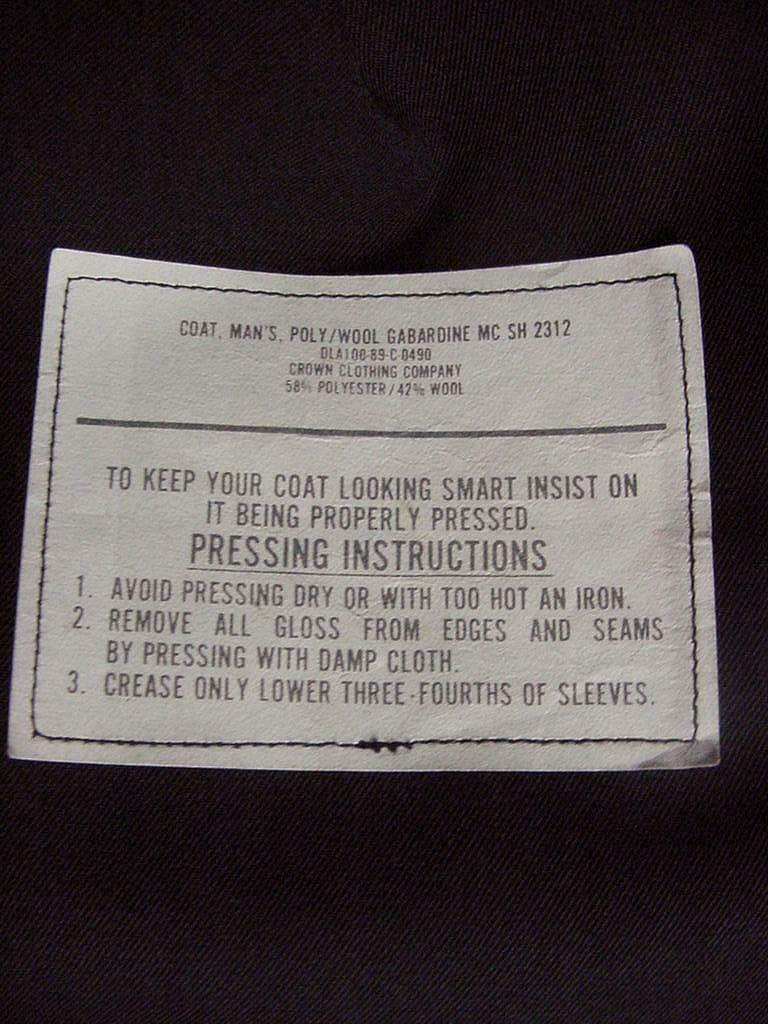 COAT, MAN'S, POLY/WOOL GABARDINE MC SH 2312
DLA100-89-C-0490
CROWN CLOTHING COMPANY
58% POLYESTER/42% WOOL
TO KEEP YOUR COAT LOOKING SMART INSIST ON
IT BEING PROPERLY PRESSED.
PRESSING INSTRUCTIONS
1. AVOID PRESSING DRY OR WITH TOO HOT AN IRON.
2. REMOVE ALL GLOSS FROM EDGES AND SEAMS
BY PRESSING WITH DAMP CLOTH.
3. CREASE ONLY LOWER THREE-FOURTHS OF SLEEVES.